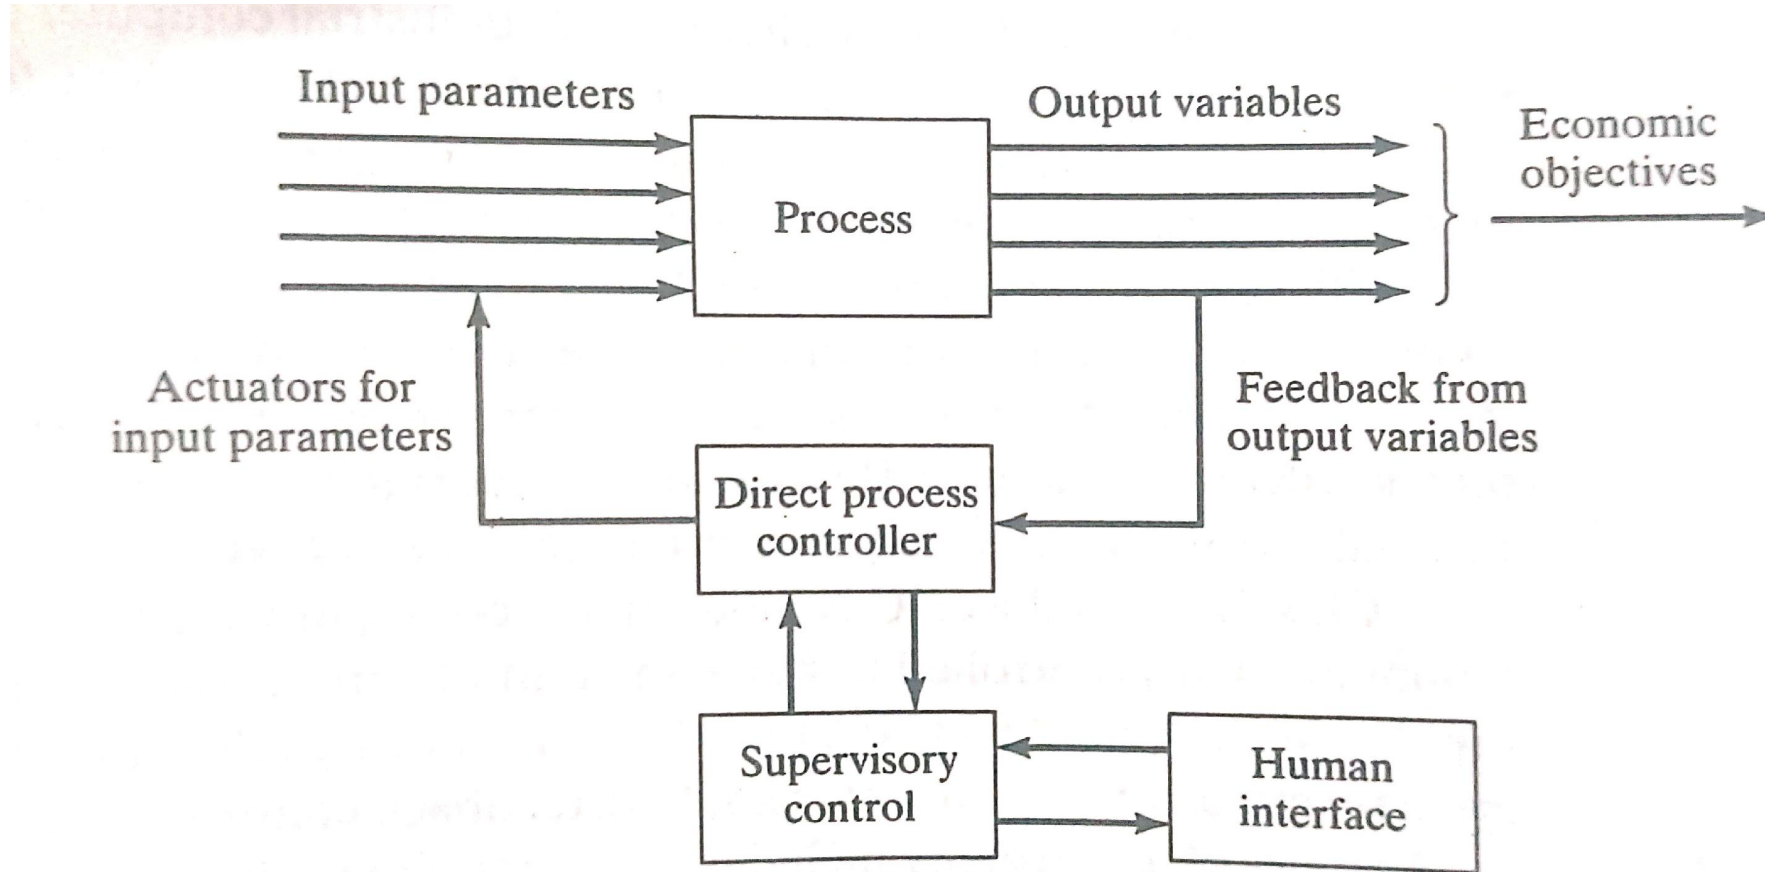 Input parameters
Output variables
Economic
objectives
Process
Actuators for
input parameters
Feedback from
output variables
Direct process
controller
Supervisory
control
Human
interface